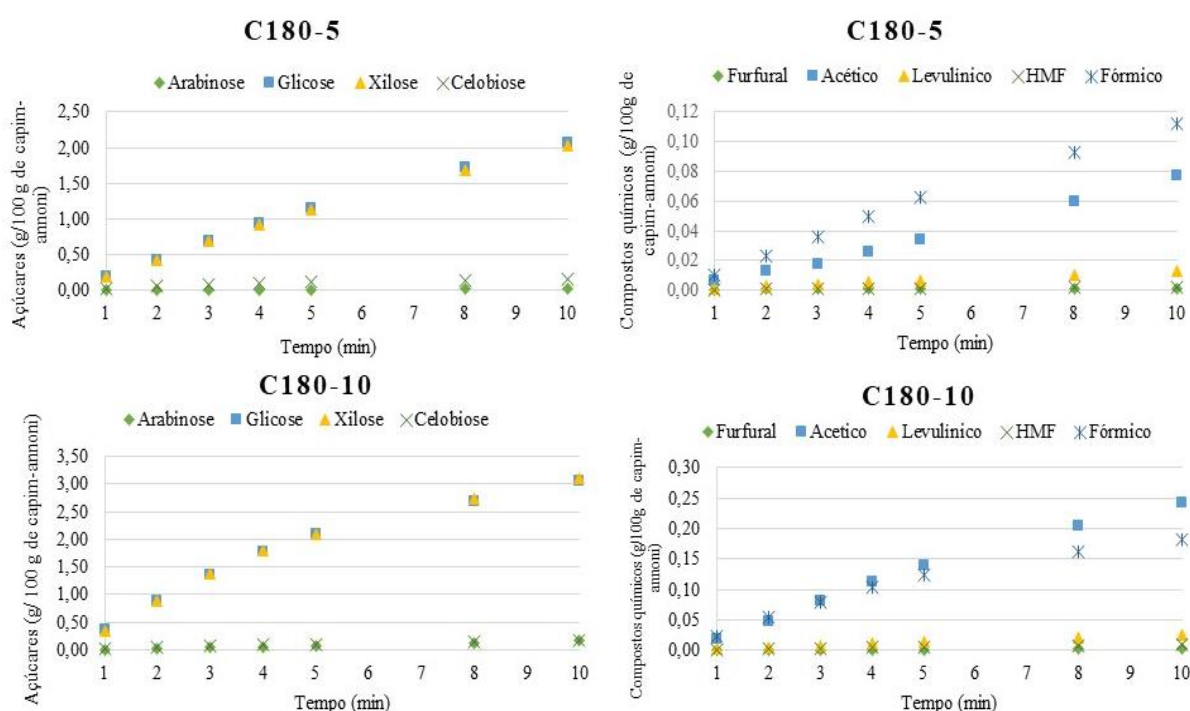 C180-5
Arabinose Glicose Xilose Celobiose
Açúcares (g/100 g de capim-
annoni)
2,50
2,00
1,50
1,00
0,50
0,00
1 2 3 4 5 6 7 8 9 10
Tempo (min)
C180-5
Furfural Acético Levulínico HMF Fórmico
Compostos químicos (g/100g de
capim-annoni)
0,12
0,10
0,08
0,06
0,04
0,02
0,00
1 2 3 4 5 6 7 8 9 10
Tempo (min)
C180-10
Arabinose Glicose Xilose Celobiose
Açúcares (g/ 100 g de capim-annoni)
3,50
3,00
2,50
2,00
1,50
1,00
0,50
0,00
1 2 3 4 5 6 7 8 9 10
Tempo (min)
C180-10
Furfural Acetico Levulinico HMF Fórmico
Compostos químicos (g/100g de capim-
annoni)
0,30
0,25
0,20
0,15
0,10
0,05
0,00
1 2 3 4 5 6 7 8 9 10
Tempo (min)